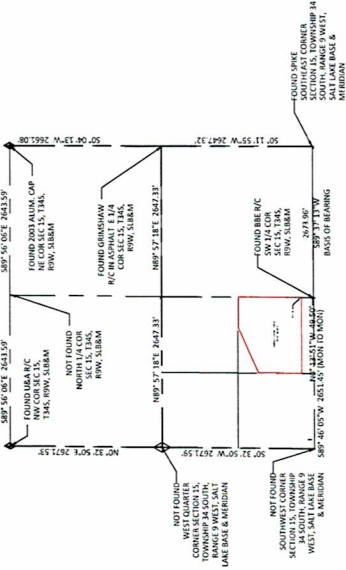 S89° 56' 06"E 2643.59'
S89° 56' 06"E 2643.59'
FOUND U&A R/C
NW COR SEC 15,
T34S, R9W, SLB&M
NOT FOUND
NORTH 1/4 COR
SEC 15, T34S,
R9W, SLB&M
FOUND 2003 ALUM. CAP
NE COR SEC 15, T34S,
R9W, SLB&M
N0° 32' 50"E 2671.53'
S0° 04' 13"W 2661.08'
FOUND GRIMSHAW
R/C IN ASPHALT E 1/4
COR SEC 15, T34S,
R9W, SLB&M
N89° 57' 18"E 2647.33'
N89° 57' 18"E 2647.33'
NOT FOUND
WEST QUARTER
CORNER SECTION 15,
TOWNSHIP 34 SOUTH,
RANGE 9 WEST, SALT
LAKE BASE & MERIDIAN
S0° 32' 50"W 2671.59'
S0° 11' 55"W 2647.32'
FOUND BBE R/C
SW 1/4 COR
SEC 15, T34S,
R9W, SLB&M
NOT FOUND
SOUTHWEST CORNER
SECTION 15, TOWNSHIP
34 SOUTH, RANGE 9
WEST, SALT LAKE BASE
& MERIDIAN
49.50'
S89° 46' 05"W 2651.45' (MON TO MON)
2673.96'
S89° 37' 13"W
BASIS OF BEARING
FOUND SPIKE
SOUTHEAST CORNER
SECTION 15, TOWNSHIP 34
SOUTH, RANGE 9 WEST,
SALT LAKE BASE &
MERIDIAN